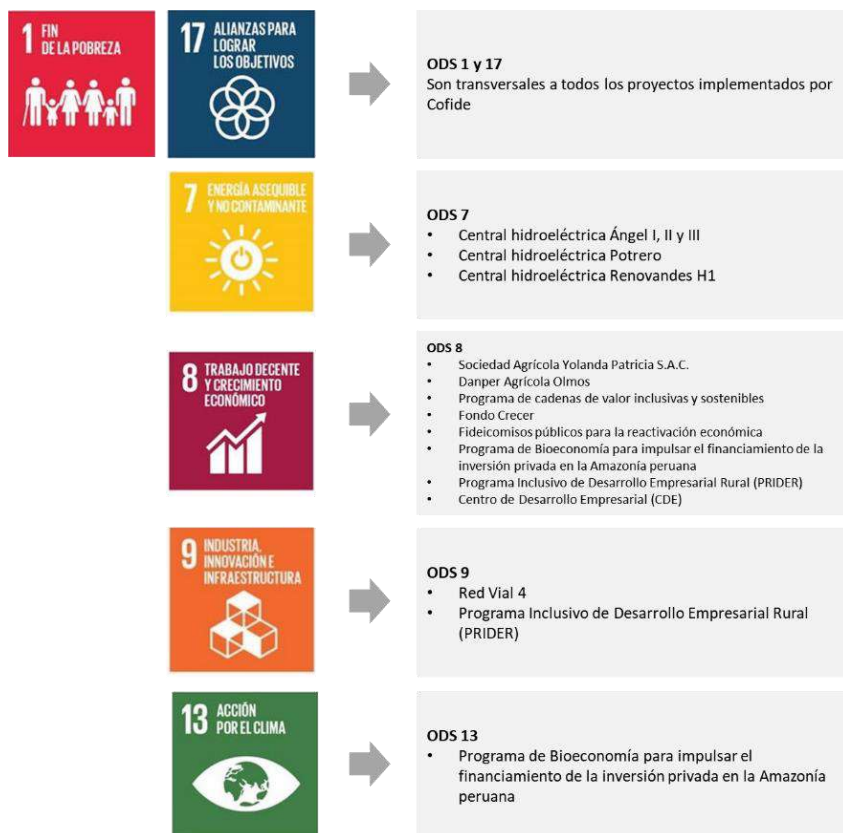 1 FIN
DE LA POBREZA
17 ALIANZAS PARA
LOGRAR
LOS OBJETIVOS
ODS 1 y 17
Son transversales a todos los proyectos implementados por
Cofide
7 ENERGÍA ASEQUIBLE
Y NO CONTAMINANTE
ODS 7
• Central hidroeléctrica Ángel I, II y III
• Central hidroeléctrica Potrero
• Central hidroeléctrica Renovandes H1
8 TRABAJO DECENTE
Y CRECIMIENTO
ECONÓMICO
ODS 8
• Sociedad Agrícola Yolanda Patricia S.A.C.
• Danper Agrícola Olmos
• Programa de cadenas de valor inclusivas y sostenibles
• Fondo Crecer
• Fideicomisos públicos para la reactivación económica
• Programa de Bioeconomía para impulsar el financiamiento de la
inversión privada en la Amazonía peruana
• Programa Inclusivo de Desarrollo Empresarial Rural (PRIDER)
• Centro de Desarrollo Empresarial (CDE)
9 INDUSTRIA,
INNOVACIÓN E
INFRAESTRUCTURA
ODS 9
• Red Vial 4
• Programa Inclusivo de Desarrollo Empresarial Rural
(PRIDER)
13 ACCIÓN
POR EL CLIMA
ODS 13
• Programa de Bioeconomía para impulsar el
financiamiento de la inversión privada en la Amazonía
peruana